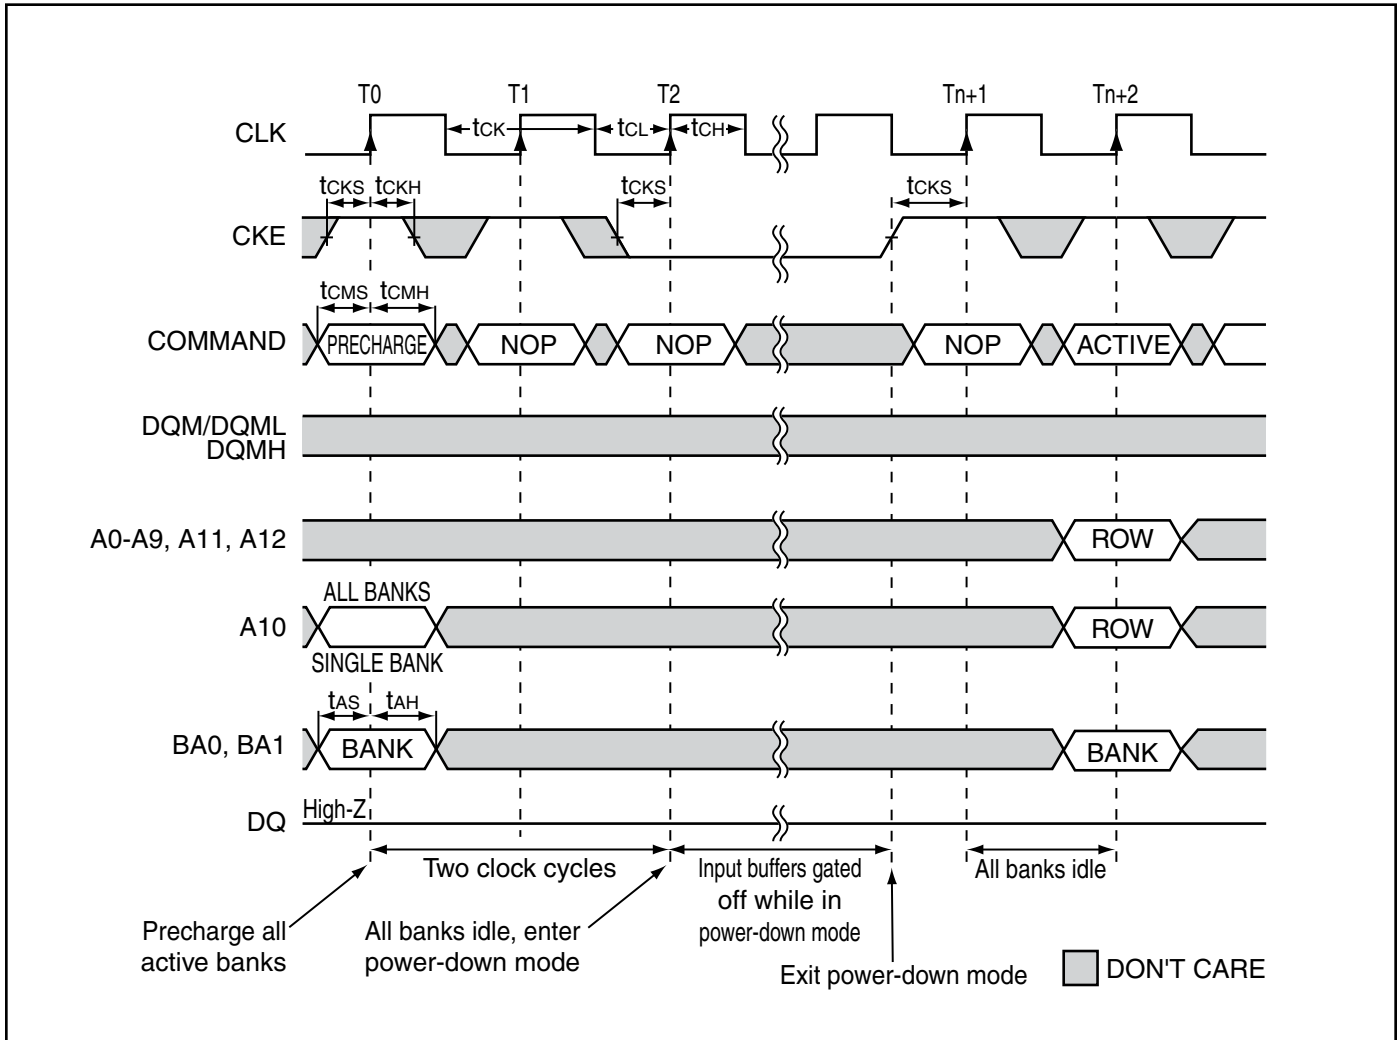 T0 T1 T2 Tn+1 Tn+2
CLK
tCK tCL tCH
tCKS tCKH tCKS tCKS
CKE
tCMS tCMH
COMMAND
PRECHARGE NOP NOP NOP ACTIVE
DQM/DQML
DQMH
A0-A9, A11, A12
ROW
ALL BANKS
A10
ROW
SINGLE BANK
tAS tAH
BA0, BA1
BANK BANK
High-Z
DQ
Two clock cycles
Input buffers gated
off while in
power-down mode
All banks idle
Precharge all
active banks
All banks idle, enter
power-down mode
Exit power-down mode
DON'T CARE